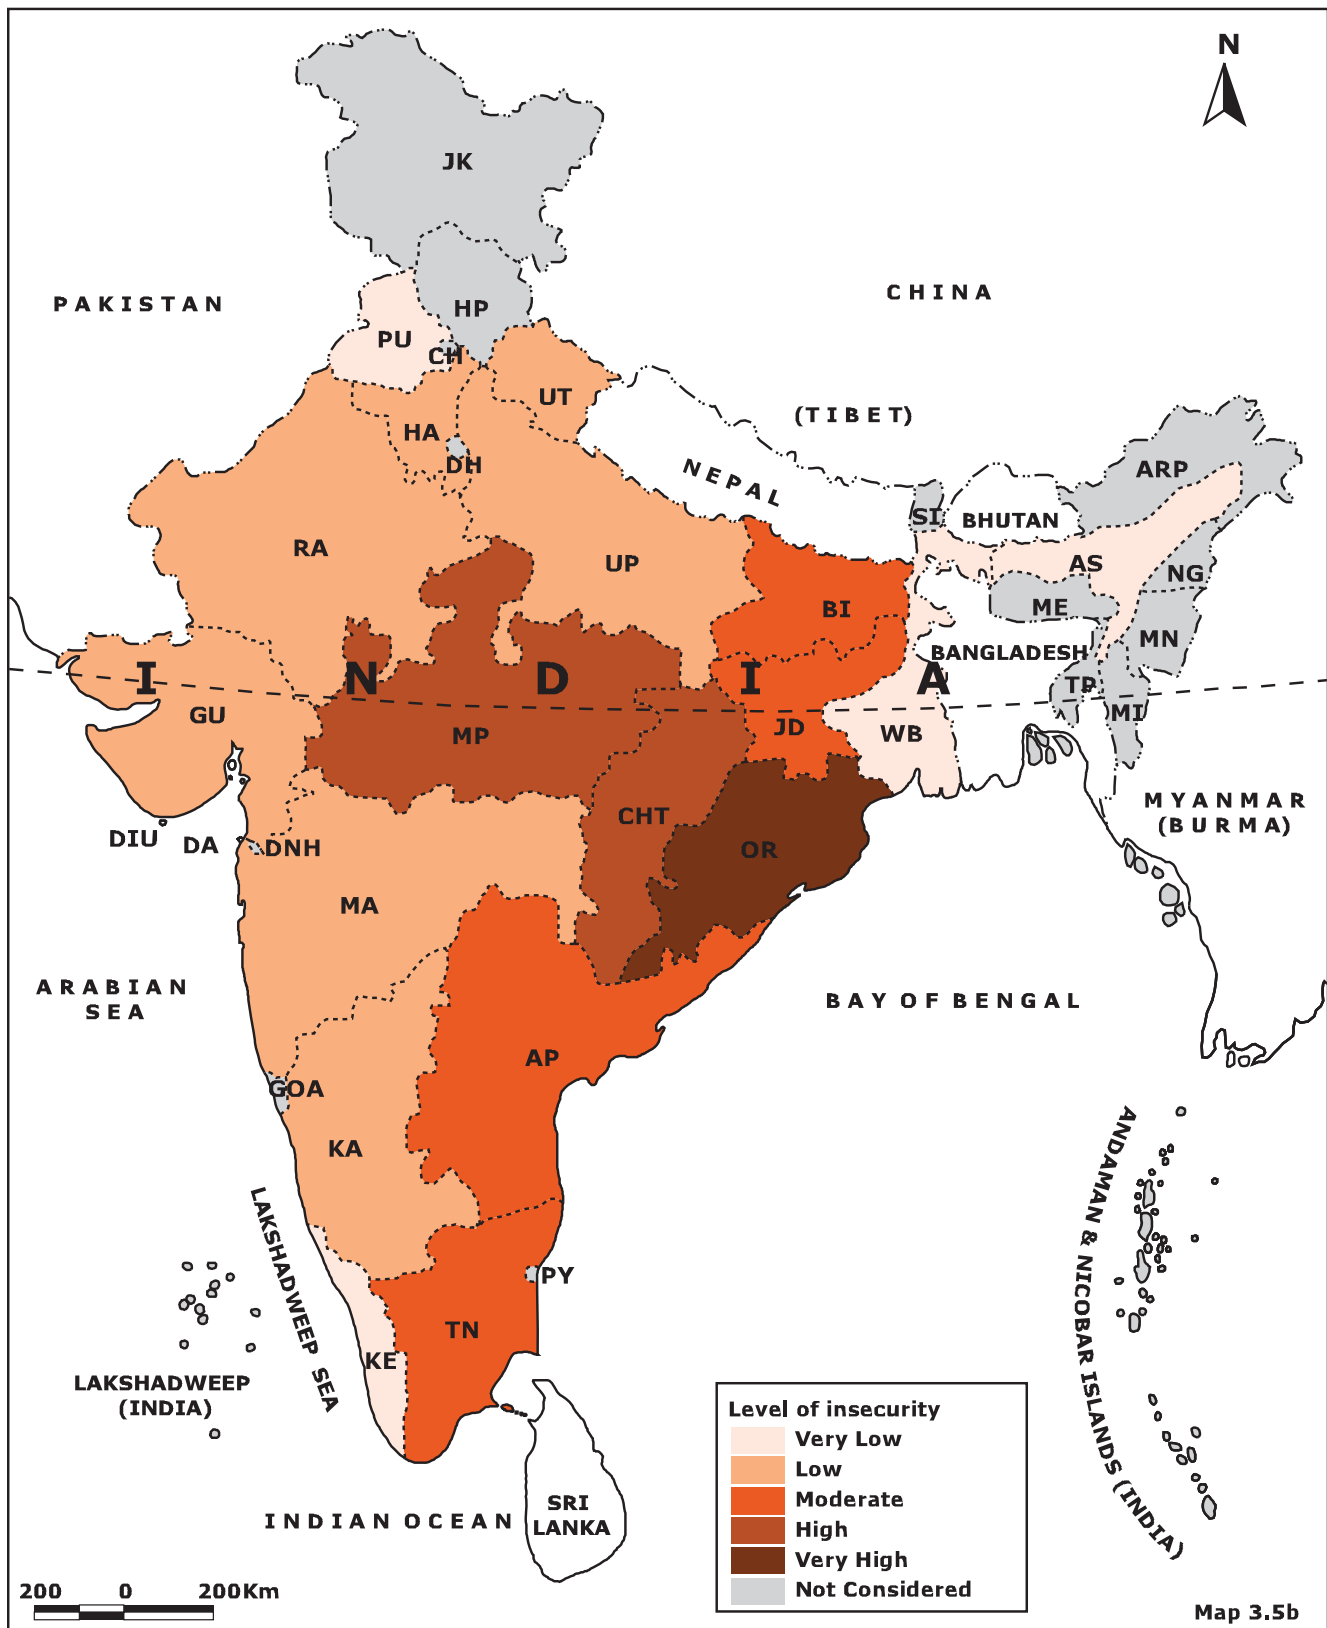 N
JK
PAKISTAN
HP
CHINA
PU
CH
UT
(TIBET)
HA
DH
NEPAL
ARP
SI
BHUTAN
RA
UP
AS
NG
BI
ME
MN
BANGLADESH
I N D I A
TP
MI
GU
MP
JD
WB
MYANMAR
(BURMA)
CHT
DIU
DA
DNH
OR
MA
ARABIAN
SEA
BAY OF BENGAL
AP
GOA
KA
LAKSHADWEEP SEA
ANDAMAN & NICOBAR ISLANDS (INDIA)
PY
TN
KE
LAKSHADWEEP
(INDIA)
INDIAN OCEAN
SRI
LANKA
Level of insecurity
Very Low
Low
Moderate
High
Very High
Not Considered
200 0 200Km
Map 3.5b